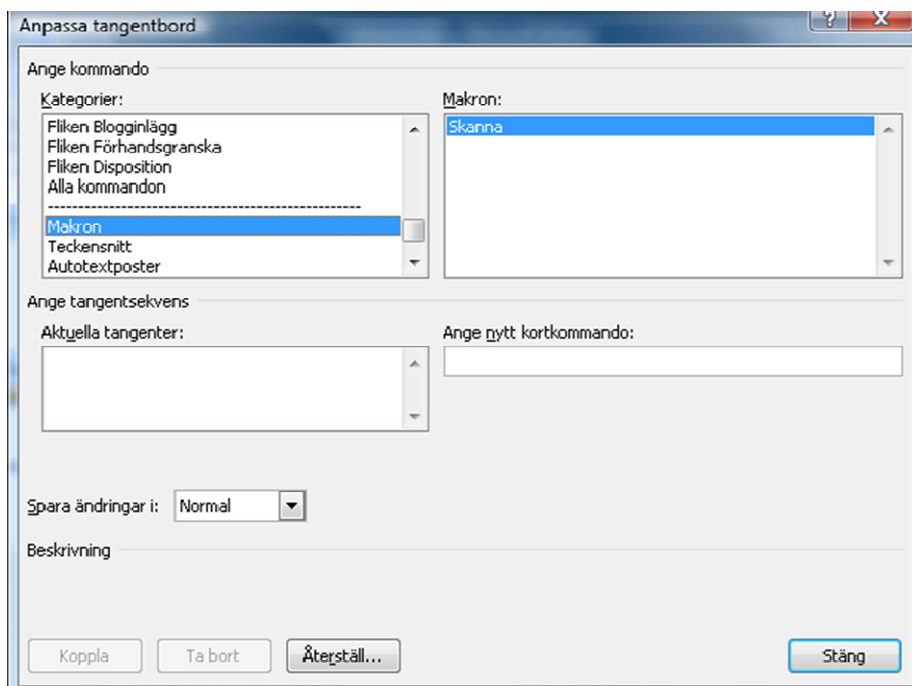 Anpassa tangentbord
Ange kommando
Kategorier:
Fliken Blogginlägg
Fliken Förhandsgranska
Fliken Disposition
Alla kommandon
----------------------------------------------------
Makron
Teckensnitt
Autotextposter
Makron:
Skanna
Ange tangentsekvens
Aktuella tangenter:
Ange nytt kortkommando:
Spara ändringar i: Normal
Beskrivning
Koppla Ta bort Återställ... Stäng